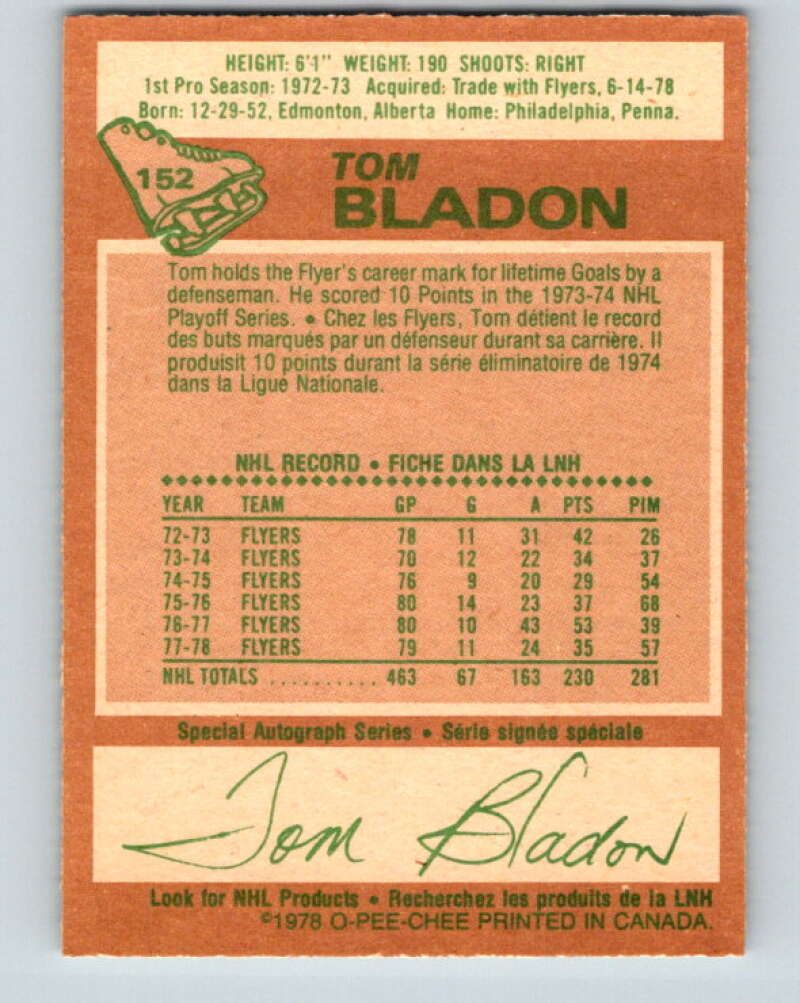 HEIGHT: 6'1" WEIGHT: 190 SHOOTS: RIGHT
1st Pro Season: 1972-73 Acquired: Trade with Flyers, 6-14-78
Born: 12-29-52, Edmonton, Alberta Home: Philadelphia, Penna.
152
TOM
BLADON
Tom holds the Flyer's career mark for lifetime Goals by a
defenseman. He scored 10 Points in the 1973-74 NHL
Playoff Series. • Chez les Flyers, Tom détient le record
des buts marqués par un défenseur durant sa carrière. Il
produisit 10 points durant la série éliminatoire de 1974
dans la Ligue Nationale.
NHL RECORD • FICHE DANS LA LNH
YEAR TEAM GP G A PTS PIM
72-73 FLYERS 78 11 31 42 26
73-74 FLYERS 70 12 22 34 37
74-75 FLYERS 76 9 20 29 54
75-76 FLYERS 80 14 23 37 68
76-77 FLYERS 80 10 43 53 39
77-78 FLYERS 79 11 24 35 57
NHL TOTALS .......... 463 67 163 230 281
Special Autograph Series • Série signée spéciale
Tom Bladon
Look for NHL Products • Recherchez les produits de la LNH
©1978 O-PEE-CHEE PRINTED IN CANADA.